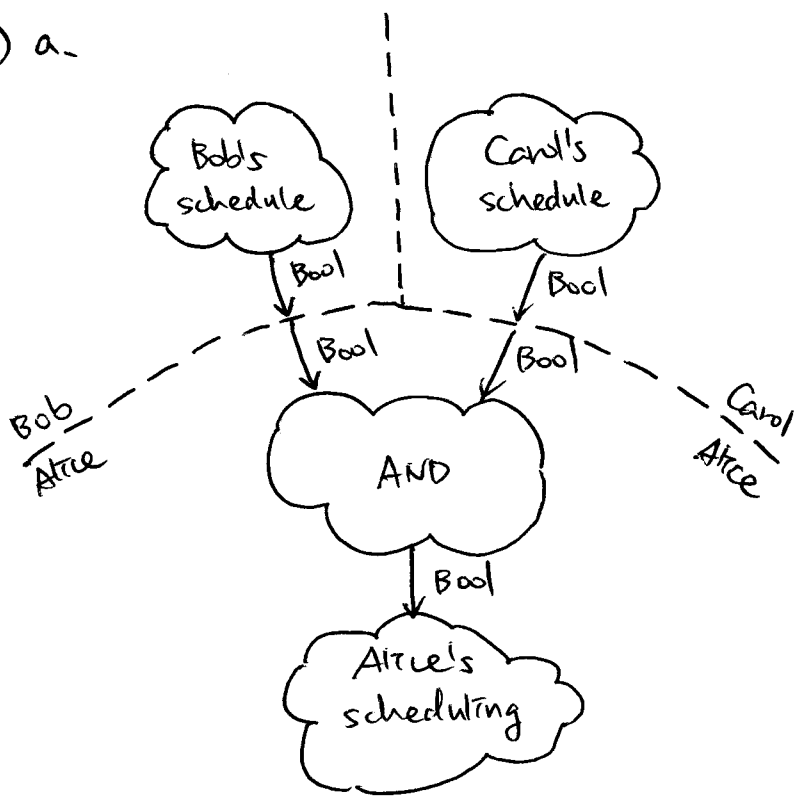 ) a-
Bob's
schedule
Carol's
schedule
Bool
Bool
Bool
Bool
Bob
Alice
Carol
Alice
AND
Bool
Alice's
scheduling